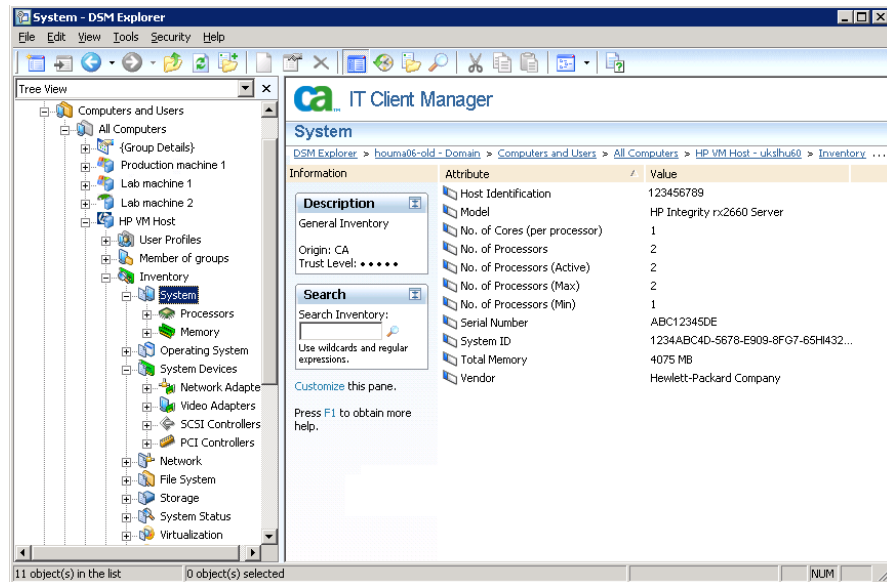 System - DSM Explorer
File Edit View Tools Security Help
Tree View
Computers and Users
All Computers
{Group Details}
Production machine 1
Lab machine 1
Lab machine 2
HP VM Host
User Profiles
Member of groups
Inventory
System
Processors
Memory
Operating System
System Devices
Network Adapte
Video Adapters
SCSI Controllers
PCI Controllers
Network
File System
Storage
System Status
Virtualization
ca IT Client Manager
System
DSM Explorer > houma06-old - Domain > Computers and Users > All Computers > HP VM Host - ukslhu60 > Inventory ...
Information
Description
General Inventory
Origin: CA
Trust Level: • • • • •
Search
Search Inventory:
Use wildcards and regular
expressions.
Customize this pane.
Press F1 to obtain more
help.
Attribute Value
Host Identification 123456789
Model HP Integrity rx2660 Server
No. of Cores (per processor) 1
No. of Processors 2
No. of Processors (Active) 2
No. of Processors (Max) 2
No. of Processors (Min) 1
Serial Number ABC12345DE
System ID 1234ABC4D-5678-E909-8FG7-65HI432...
Total Memory 4075 MB
Vendor Hewlett-Packard Company
11 object(s) in the list 0 object(s) selected NUM